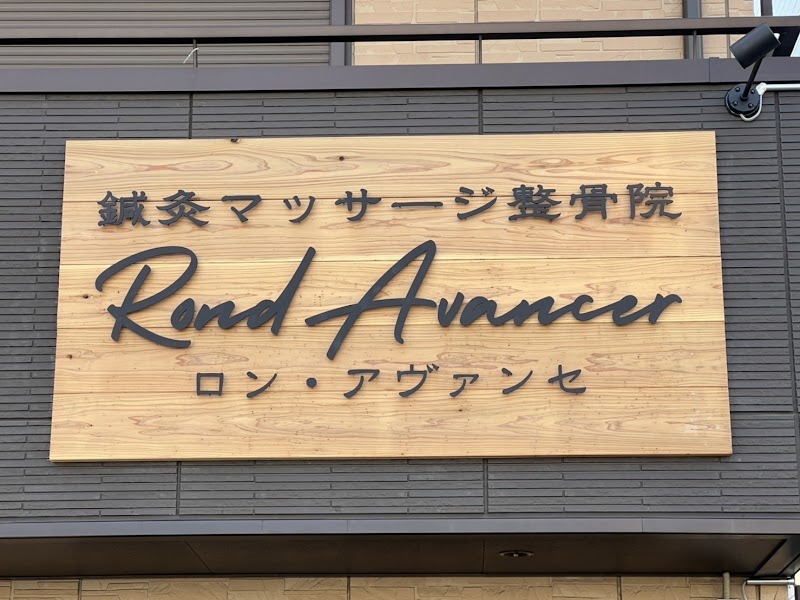 鍼灸マッサージ整骨院
Rond Avancer
ロン・アヴァンセ